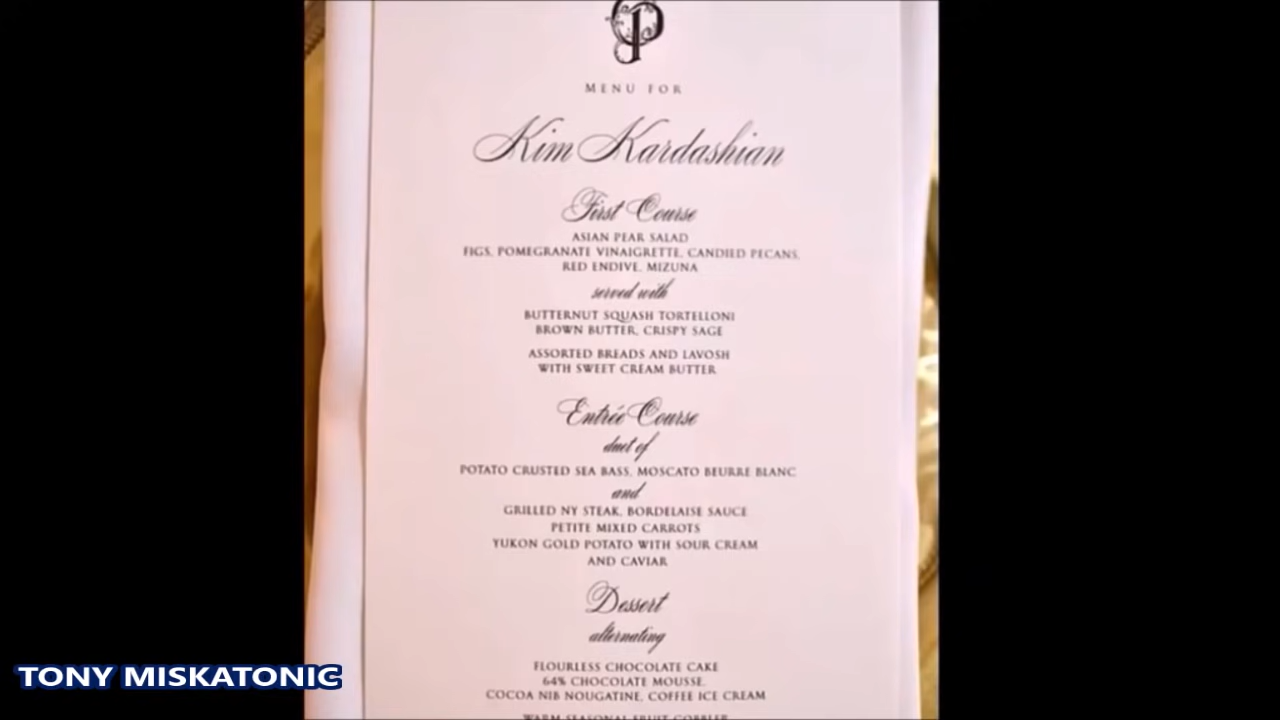 P
MENU FOR
Kim Kardashian
First Course
ASIAN PEAR SALAD
FIGS, POMEGRANATE VINAIGRETTE, CANDIED PECANS,
RED ENDIVE, MIZUNA
served with
BUTTERNUT SQUASH TORTELLONI
BROWN BUTTER, CRISPY SAGE
ASSORTED BREADS AND LAVOSH
WITH SWEET CREAM BUTTER
Entrée Course
duet of
POTATO CRUSTED SEA BASS, MOSCATO BEURRE BLANC
and
GRILLED NY STEAK, BORDELAISE SAUCE
PETITE MIXED CARROTS
YUKON GOLD POTATO WITH SOUR CREAM
AND CAVIAR
Dessert
alternating
FLOURLESS CHOCOLATE CAKE
64% CHOCOLATE MOUSSE,
COCOA NIB NOUGATINE, COFFEE ICE CREAM
WARM SEASONAL FRUIT COBBLER
TONY MISKATONIC